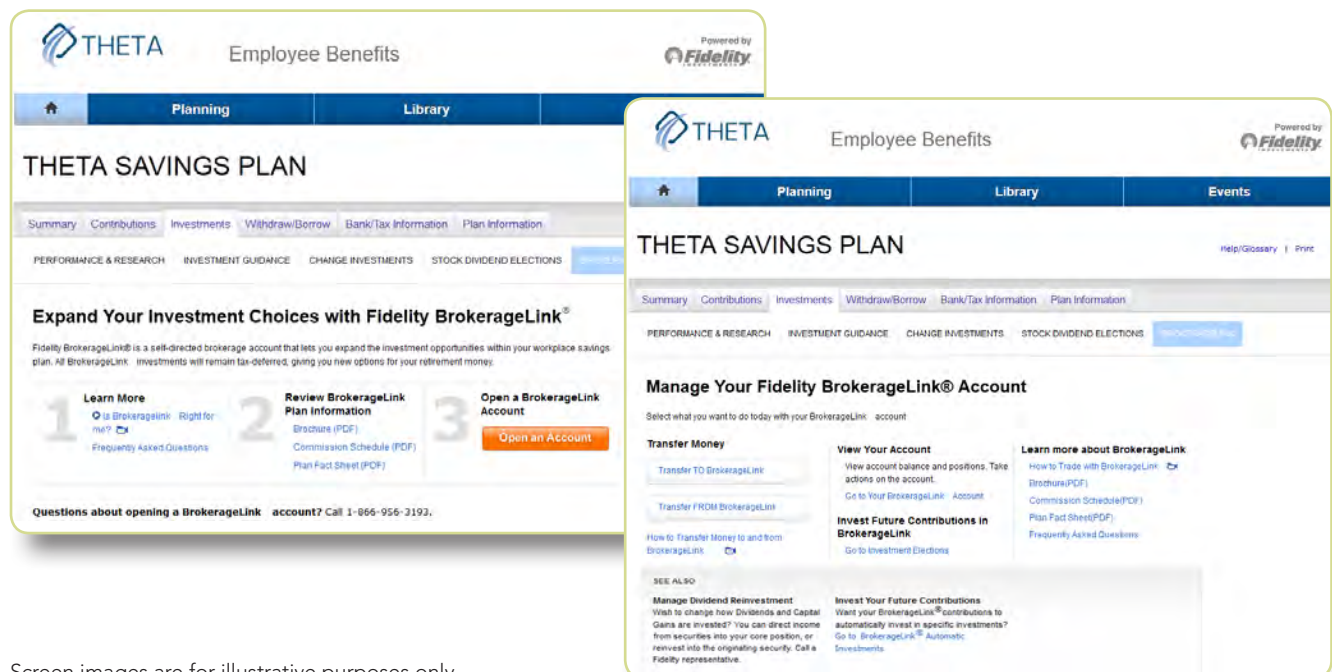 THETA
Employee Benefits
Powered by
Fidelity
INVESTMENTS
Planning
Library
THETA SAVINGS PLAN
Summary Contributions Investments Withdraw/Borrow Bank/Tax Information Plan Information
PERFORMANCE & RESEARCH INVESTMENT GUIDANCE CHANGE INVESTMENTS STOCK DIVIDEND ELECTIONS
Expand Your Investment Choices with Fidelity BrokerageLink®
Fidelity BrokerageLink® is a self-directed brokerage account that lets you expand the investment opportunities within your workplace savings
plan. All BrokerageLink investments will remain tax-deferred, giving you new options for your retirement money.
1
Learn More
Is Brokeragelink Right for
me?
Frequently Asked Questions
2
Review BrokerageLink
Plan Information
Brochure (PDF)
Commission Schedule (PDF)
Plan Fact Sheet (PDF)
3
Open a BrokerageLink
Account
Open an Account
Questions about opening a BrokerageLink account? Call 1-866-956-3193.
THETA
Employee Benefits
Powered by
Fidelity
INVESTMENTS
Planning
Library
Events
THETA SAVINGS PLAN
Help/Glossary | Print
Summary Contributions Investments Withdraw/Borrow Bank/Tax Information Plan Information
PERFORMANCE & RESEARCH INVESTMENT GUIDANCE CHANGE INVESTMENTS STOCK DIVIDEND ELECTIONS
Manage Your Fidelity BrokerageLink® Account
Select what you want to do today with your BrokerageLink account
Transfer Money
Transfer TO BrokerageLink
Transfer FROM BrokerageLink
How to Transfer Money to and from
BrokerageLink
View Your Account
View account balance and positions. Take
actions on the account.
Go to Your BrokerageLink Account
Invest Future Contributions in
BrokerageLink
Go to Investment Elections
Learn more about BrokerageLink
How to Trade with BrokerageLink
Brochure(PDF)
Commission Schedule(PDF)
Plan Fact Sheet(PDF)
Frequently Asked Questions
SEE ALSO
Manage Dividend Reinvestment
Wish to change how Dividends and Capital
Gains are invested? You can direct income
from securities into your core position, or
reinvest into the originating security. Call a
Fidelity representative.
Invest Your Future Contributions
Want your BrokerageLink® contributions to
automatically invest in specific investments?
Go to BrokerageLink® Automatic
Investments
Screen images are for illustrative purposes only